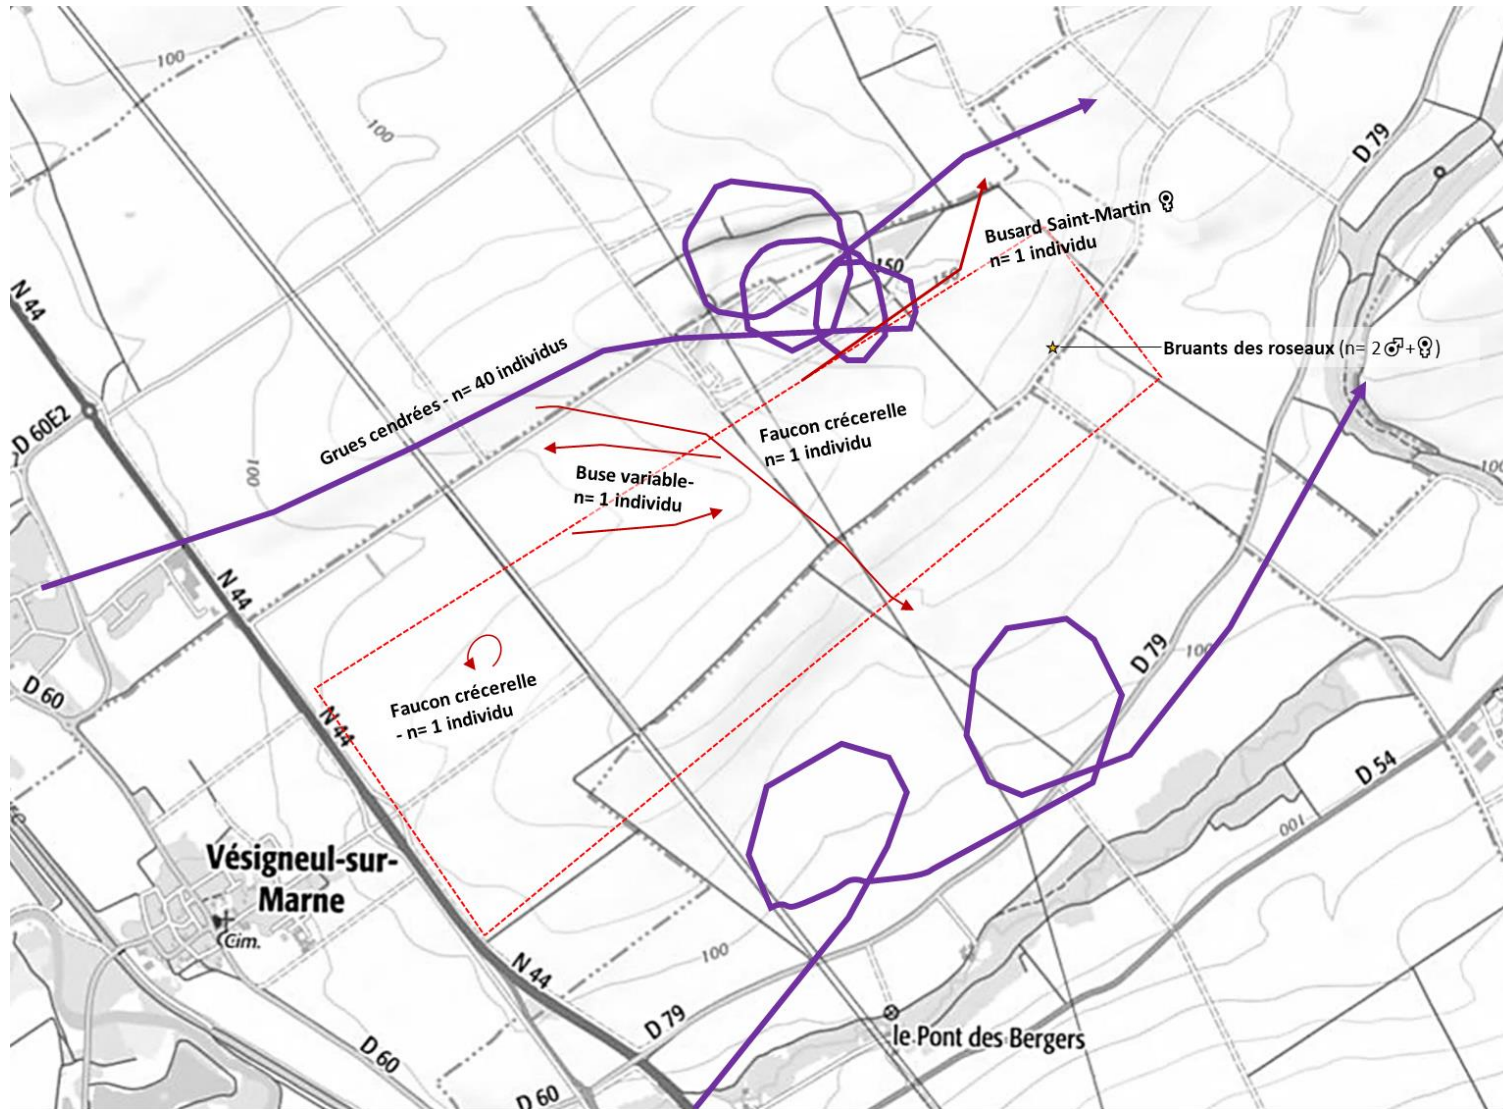 100
100
D 79
Busard Saint-Martin
n= 1 individu
150
150
N 44
Bruants des roseaux (n= 2♂+♀)
Grues cendrées - n= 40 individus
D 60E2
Faucon crécerelle
n= 1 individu
100
Buse variable-
n= 1 individu
100
N 44
D 79
100
D 60
Faucon crécerelle
- n= 1 individu
N 44
D 54
100
Vésigneul-sur-
Marne
Cim.
100
N 44
D 79
le Pont des Bergers
D 60
D 60